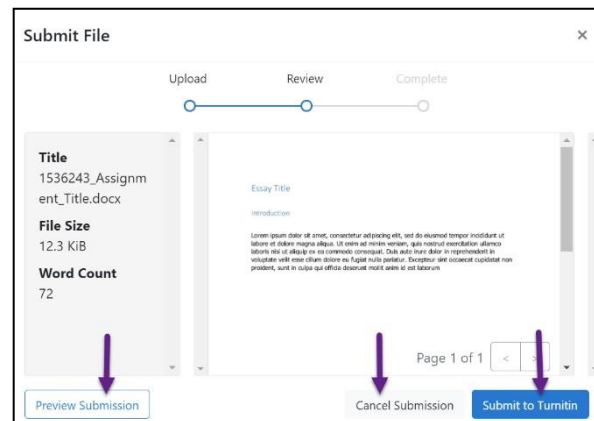 Submit File
×
Upload Review Complete
Title
1536243_Assignm
ent_Title.docx
File Size
12.3 KiB
Word Count
72
Essay Title
Introduction
Lorem ipsum dolor sit amet, consectetur adipiscing elit, sed do eiusmod tempor incididunt ut
labore et dolore magna aliqua. Ut enim ad minim veniam, quis nostrud exercitation ullamco
laboris nisi ut aliquip ex ea commodo consequat. Duis aute irure dolor in reprehenderit in
voluptate velit esse cillum dolore eu fugiat nulla pariatur. Excepteur sint occaecat cupidatat non
proident, sunt in culpa qui officia deserunt mollit anim id est laborum
Page 1 of 1 < >
Preview Submission Cancel Submission Submit to Turnitin